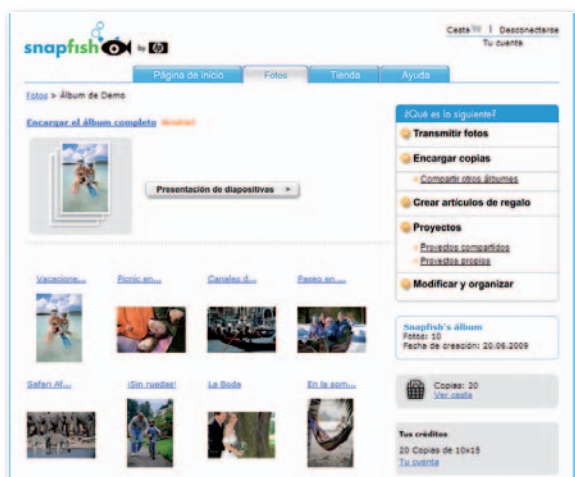 Cesta | Desconectarse
Tu cuenta
snapfish by hp
Página de inicio Fotos Tienda Ayuda
Fotos > Álbum de Demo
Encargar el álbum completo
Presentación de diapositivas
Vacacione... Picnic en... Canales d... Paseo en ...
Safari Af... ¡Sin ruedas! La Boda En la som...
¿Qué es lo siguiente?
Transmitir fotos
Encargar copias
Compartir otros álbumes
Crear artículos de regalo
Proyectos
Proyectos compartidos
Proyectos propios
Modificar y organizar
Snapfish's álbum
Fotos: 10
Fecha de creación: 20.06.2009
Copias: 20
Ver cesta
Tus créditos
20 Copias de 10x15
Tu cuenta